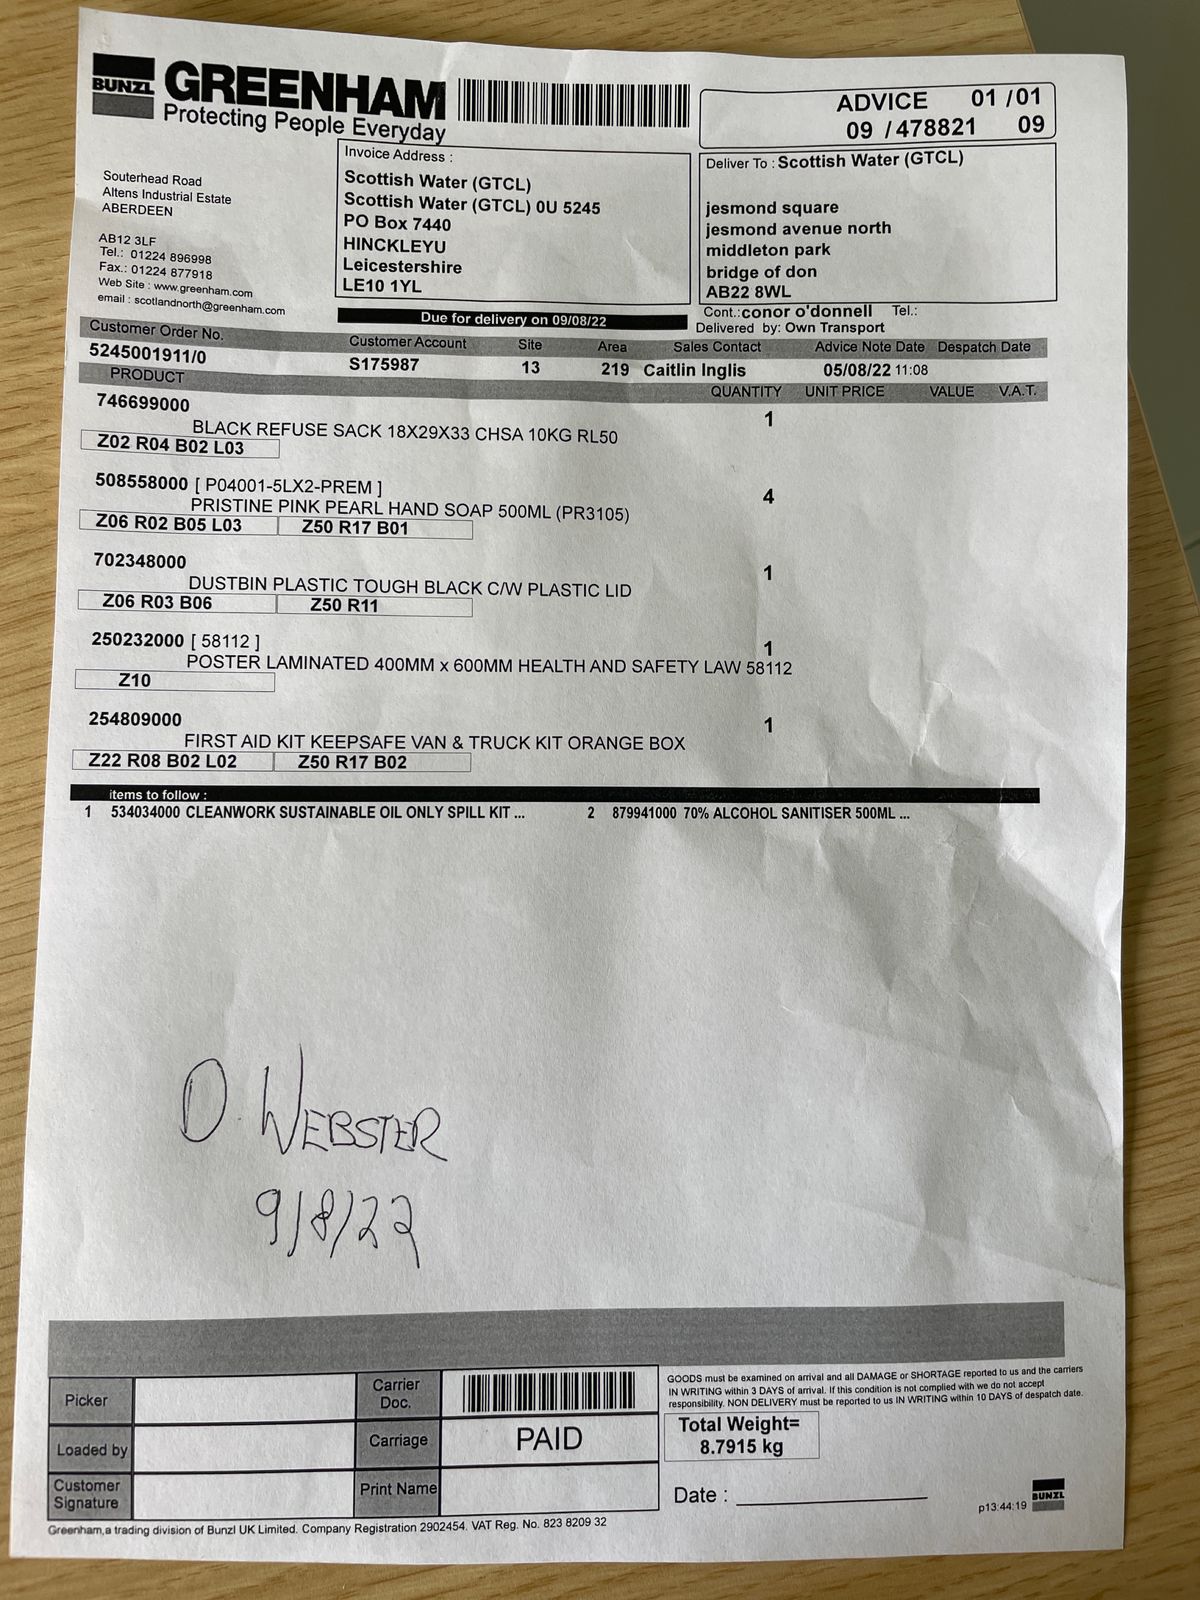 BUNZL GREENHAM
Protecting People Everyday
ADVICE 01 /01
09 /478821 09
Souterhead Road
Altens Industrial Estate
ABERDEEN
AB12 3LF
Tel.: 01224 896998
Fax.: 01224 877918
Web Site : www.greenham.com
email : scotlandnorth@greenham.com
Invoice Address :
Scottish Water (GTCL)
Scottish Water (GTCL) 0U 5245
PO Box 7440
HINCKLEYU
Leicestershire
LE10 1YL
Deliver To : Scottish Water (GTCL)
jesmond square
jesmond avenue north
middleton park
bridge of don
AB22 8WL
Due for delivery on 09/08/22
Cont.:conor o'donnell Tel.:
Delivered by: Own Transport
Customer Order No. Customer Account Site Area Sales Contact Advice Note Date Despatch Date
5245001911/0 S175987 13 219 Caitlin Inglis 05/08/22 11:08
PRODUCT QUANTITY UNIT PRICE VALUE V.A.T.
746699000 1
BLACK REFUSE SACK 18X29X33 CHSA 10KG RL50
Z02 R04 B02 L03
508558000 [ P04001-5LX2-PREM ] 4
PRISTINE PINK PEARL HAND SOAP 500ML (PR3105)
Z06 R02 B05 L03 Z50 R17 B01
702348000 1
DUSTBIN PLASTIC TOUGH BLACK C/W PLASTIC LID
Z06 R03 B06 Z50 R11
250232000 [ 58112 ] 1
POSTER LAMINATED 400MM x 600MM HEALTH AND SAFETY LAW 58112
Z10
254809000 1
FIRST AID KIT KEEPSAFE VAN & TRUCK KIT ORANGE BOX
Z22 R08 B02 L02 Z50 R17 B02
items to follow :
1 534034000 CLEANWORK SUSTAINABLE OIL ONLY SPILL KIT ... 2 879941000 70% ALCOHOL SANITISER 500ML ...
D. WEBSTER
9/8/22
Picker Carrier Doc.
Loaded by Carriage PAID
Customer Signature Print Name
GOODS must be examined on arrival and all DAMAGE or SHORTAGE reported to us and the carriers
IN WRITING within 3 DAYS of arrival. If this condition is not complied with we do not accept
responsibility. NON DELIVERY must be reported to us IN WRITING within 10 DAYS of despatch date.
Total Weight=
8.7915 kg
Date :
p13:44:19 BUNZL
Greenham,a trading division of Bunzl UK Limited. Company Registration 2902454. VAT Reg. No. 823 8209 32